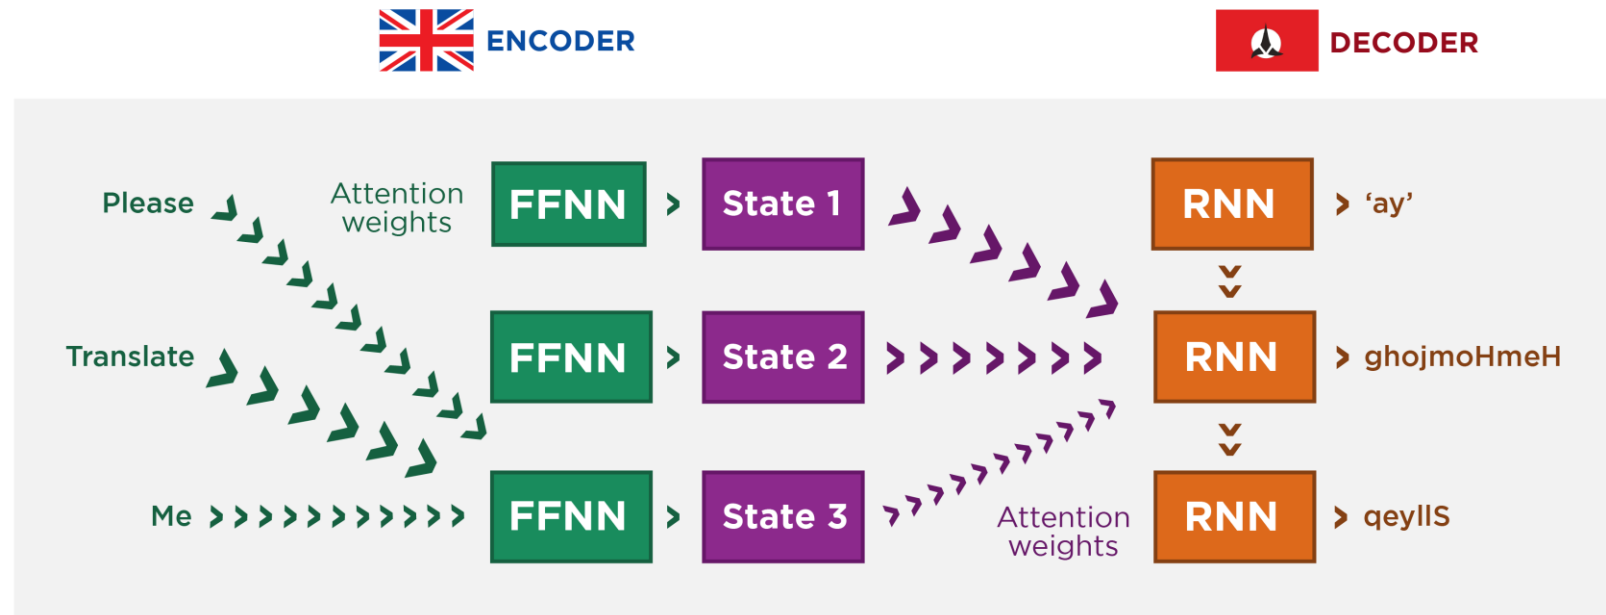 ENCODER
DECODER
Please
Attention
weights
FFNN
State 1
RNN
‘ay’
Translate
FFNN
State 2
RNN
ghojmoHmeH
Me
FFNN
State 3
Attention
weights
RNN
qeyllS